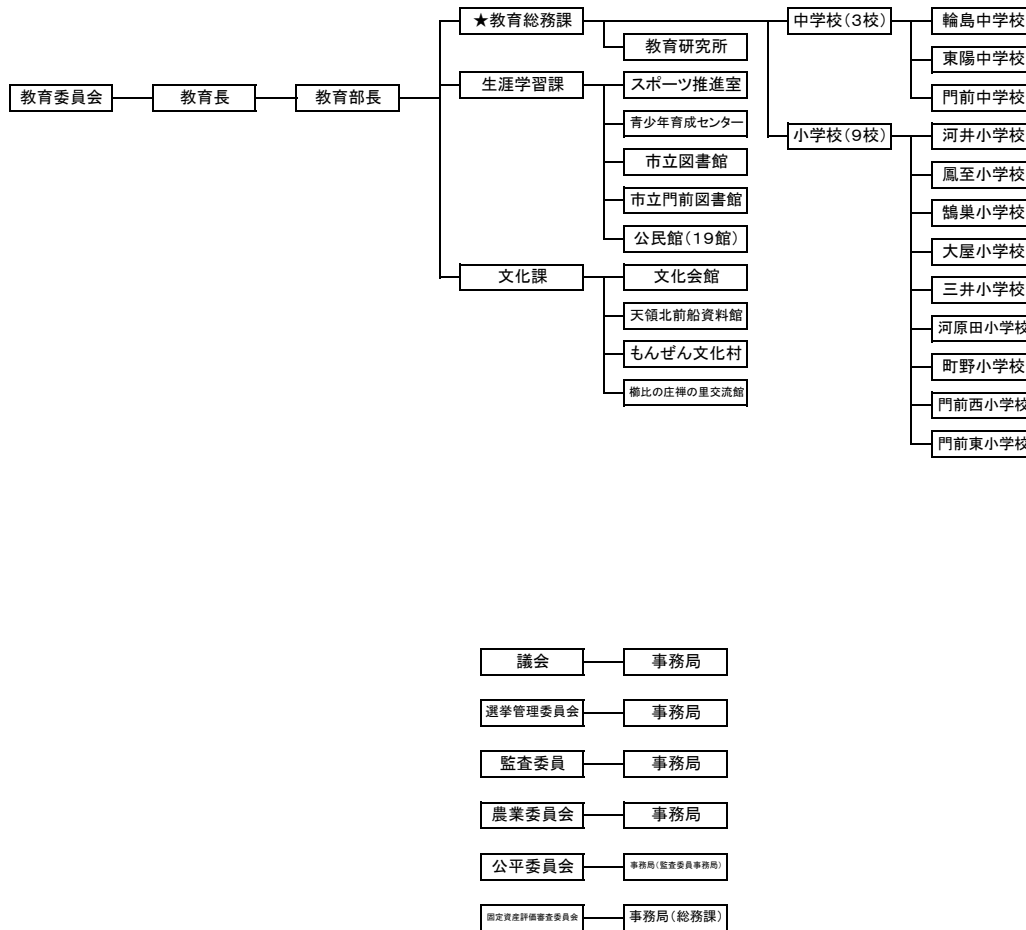 ★教育総務課
中学校（3校）
輪島中学校
教育研究所
東陽中学校
教育委員会
教育長
教育部長
生涯学習課
スポーツ推進室
門前中学校
青少年育成センター
小学校（9校）
河井小学校
市立図書館
鳳至小学校
市立門前図書館
鵠巣小学校
公民館（19館）
大屋小学校
文化課
文化会館
三井小学校
天領北前船資料館
河原田小学校
もんぜん文化村
町野小学校
櫛比の庄禅の里交流館
門前西小学校
門前東小学校
議会
事務局
選挙管理委員会
事務局
監査委員
事務局
農業委員会
事務局
公平委員会
事務局（監査委員事務局）
固定資産評価審査委員会
事務局（総務課）